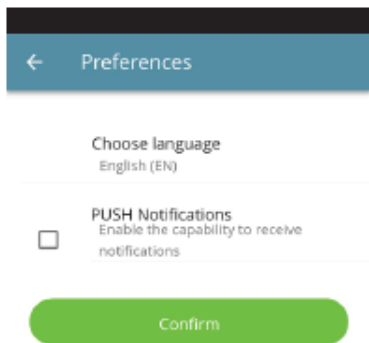 Preferences
Choose language
English (EN)
PUSH Notifications
Enable the capability to receive
notifications
Confirm